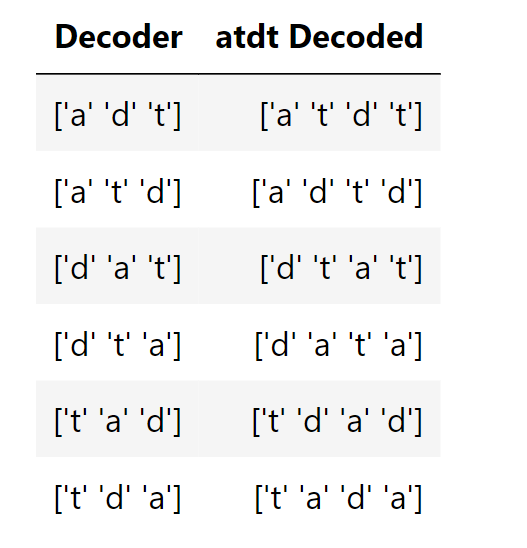 Decoder atdt Decoded
['a' 'd' 't'] ['a' 't' 'd' 't']
['a' 't' 'd'] ['a' 'd' 't' 'd']
['d' 'a' 't'] ['d' 't' 'a' 't']
['d' 't' 'a'] ['d' 'a' 't' 'a']
['t' 'a' 'd'] ['t' 'd' 'a' 'd']
['t' 'd' 'a'] ['t' 'a' 'd' 'a']